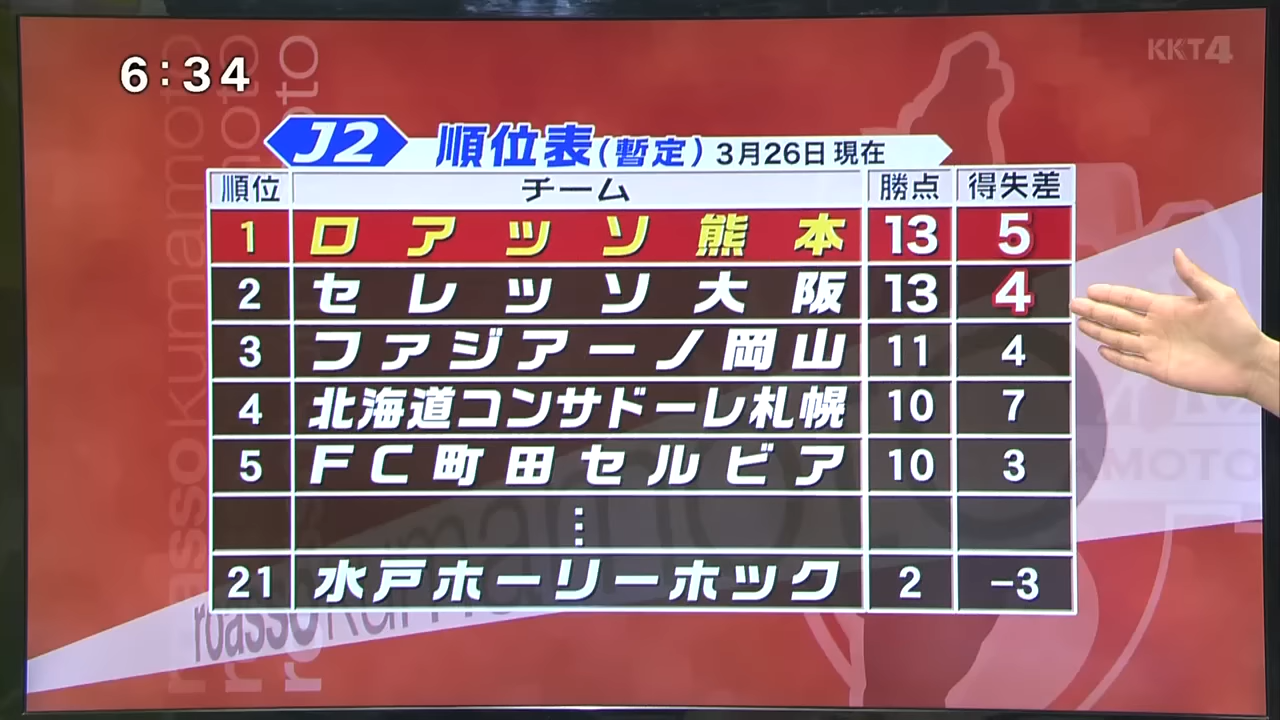 6:34
KKT4
J2 順位表(暫定) 3月26日 現在
順位 チーム 勝点 得失差
1 ロアッソ熊本 13 5
2 セレッソ大阪 13 4
3 ファジアーノ岡山 11 4
4 北海道コンサドーレ札幌 10 7
5 FC町田セルビア 10 3
⋮
21 水戸ホーリーホック 2 -3
roassokumamoto
roassokumamoto